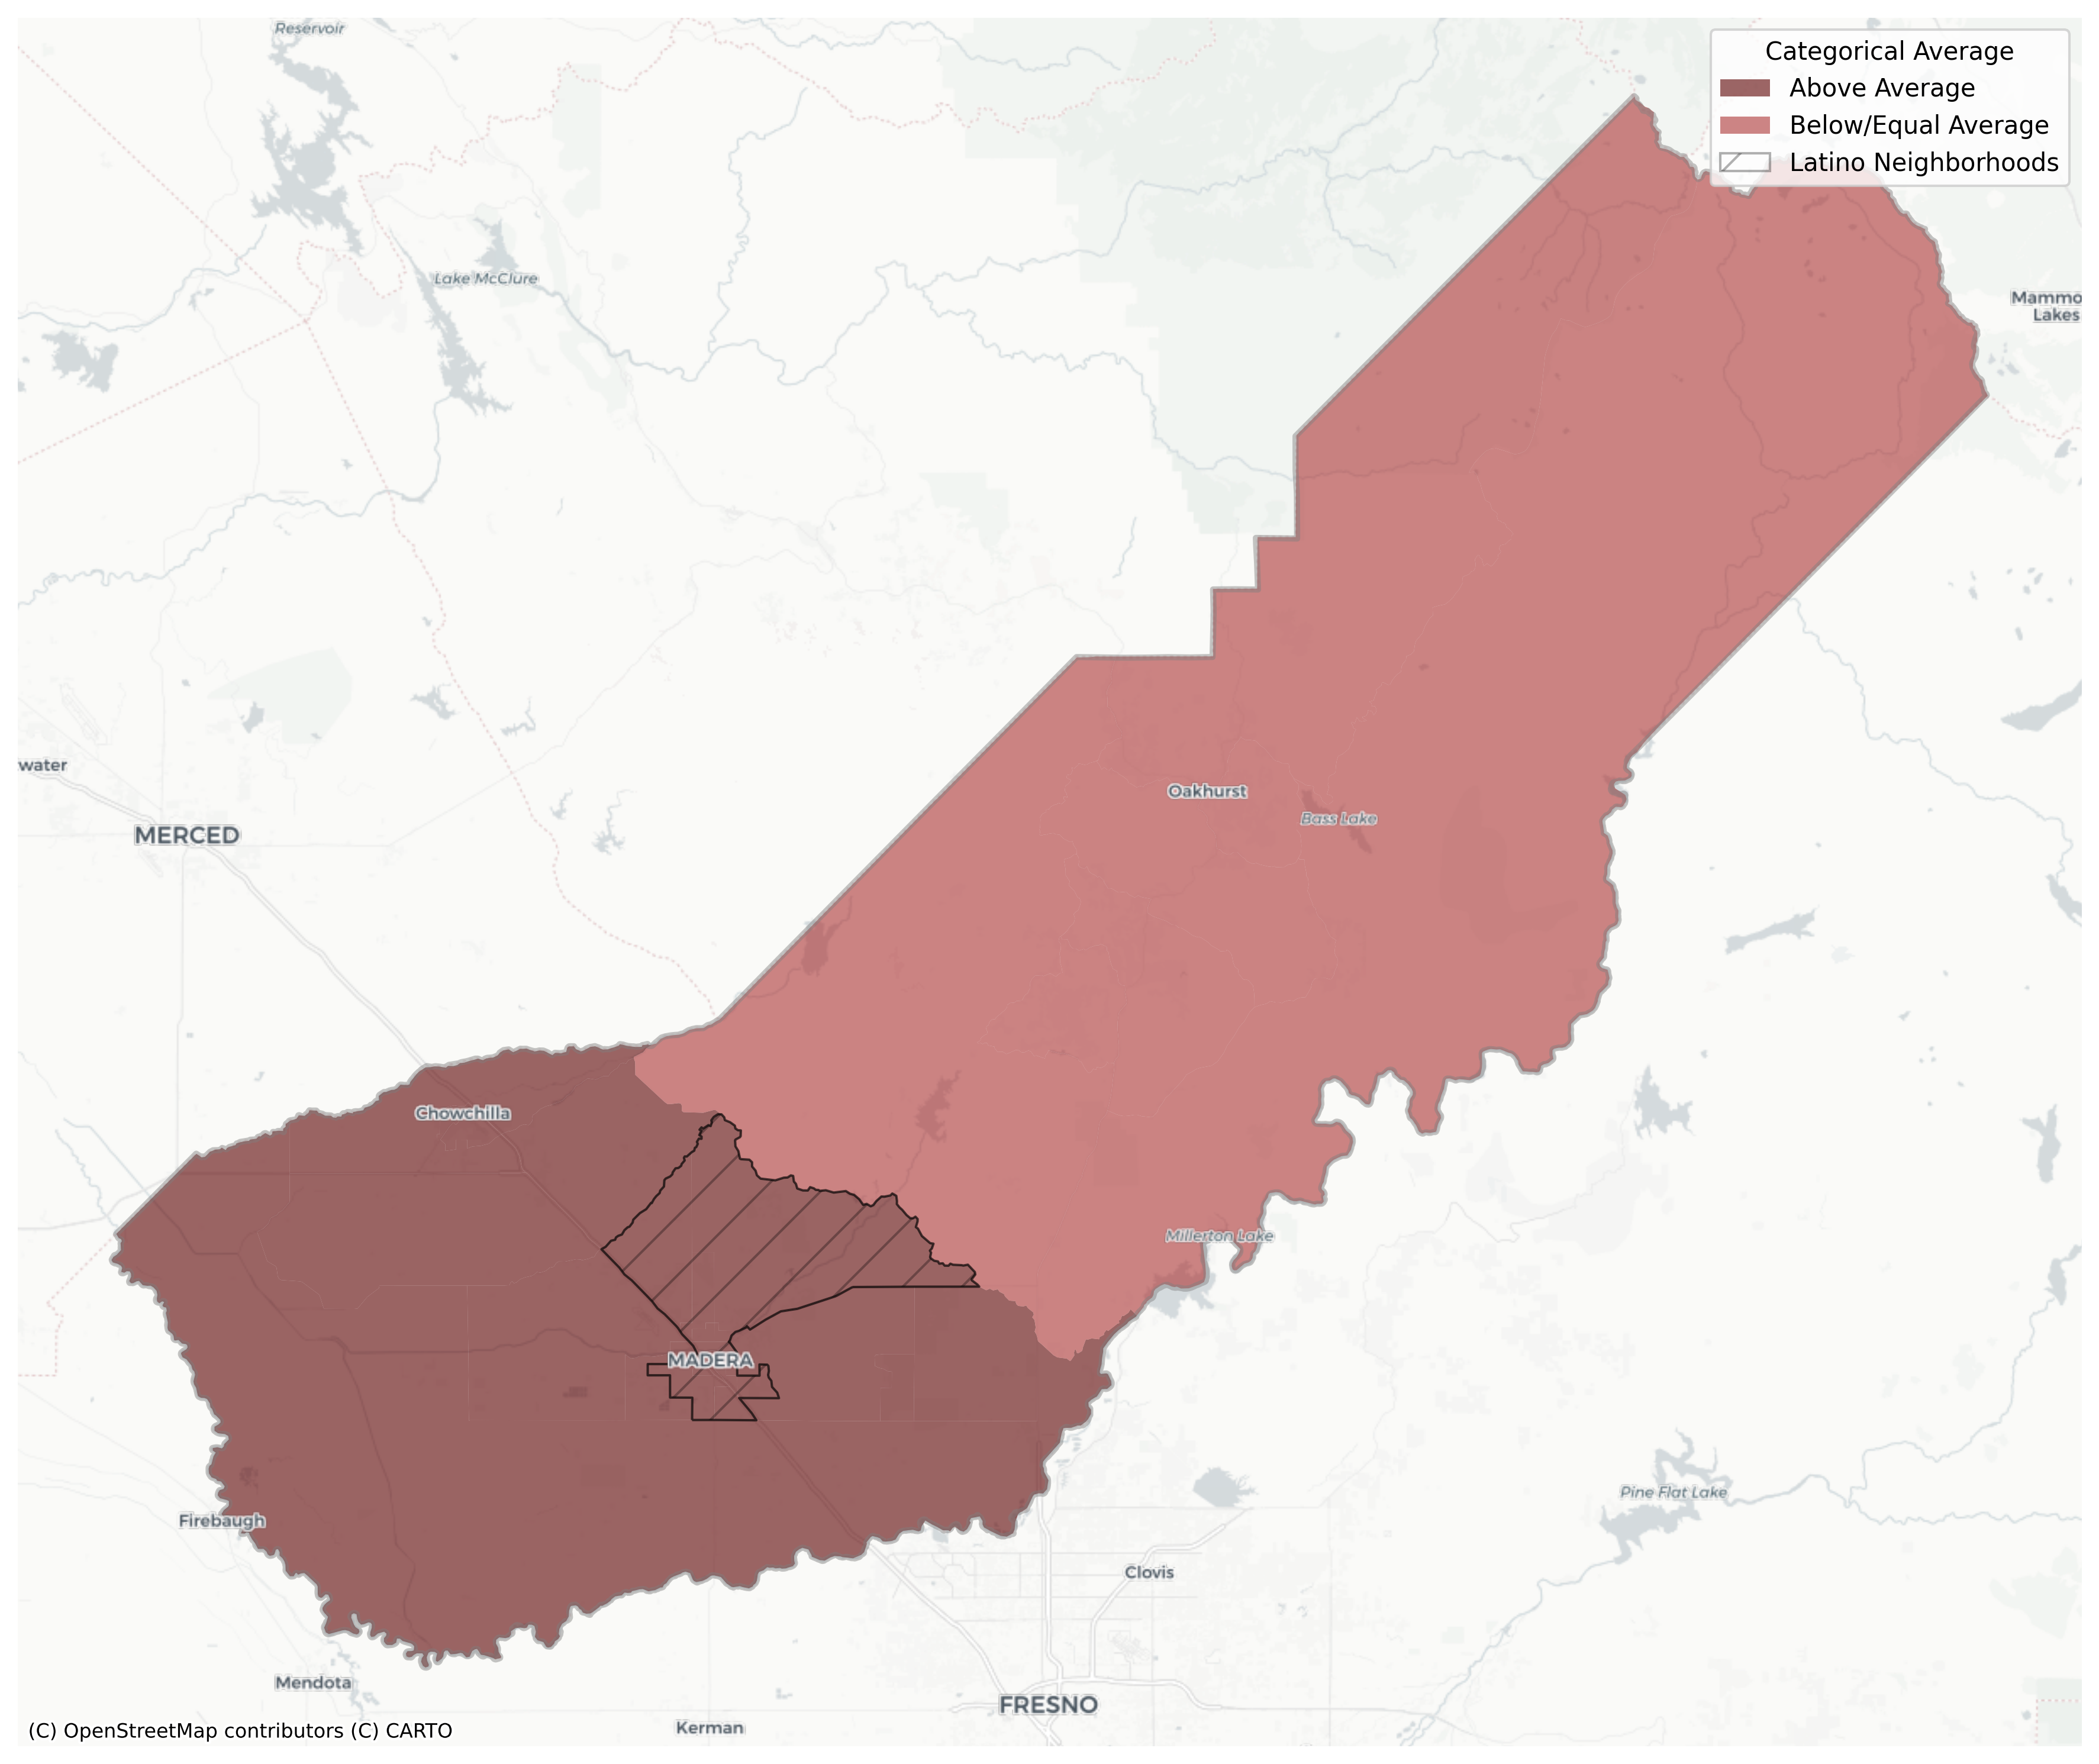 Reservoir
Categorical Average
Above Average
Below/Equal Average
Latino Neighborhoods
Lake McClure
Mammo
Lakes
water
MERCED
Oakhurst
Bass Lake
Chowchilla
Millerton Lake
MADERA
Firebaugh
Pine Flat Lake
Clovis
Mendota
FRESNO
Kerman
(C) OpenStreetMap contributors (C) CARTO